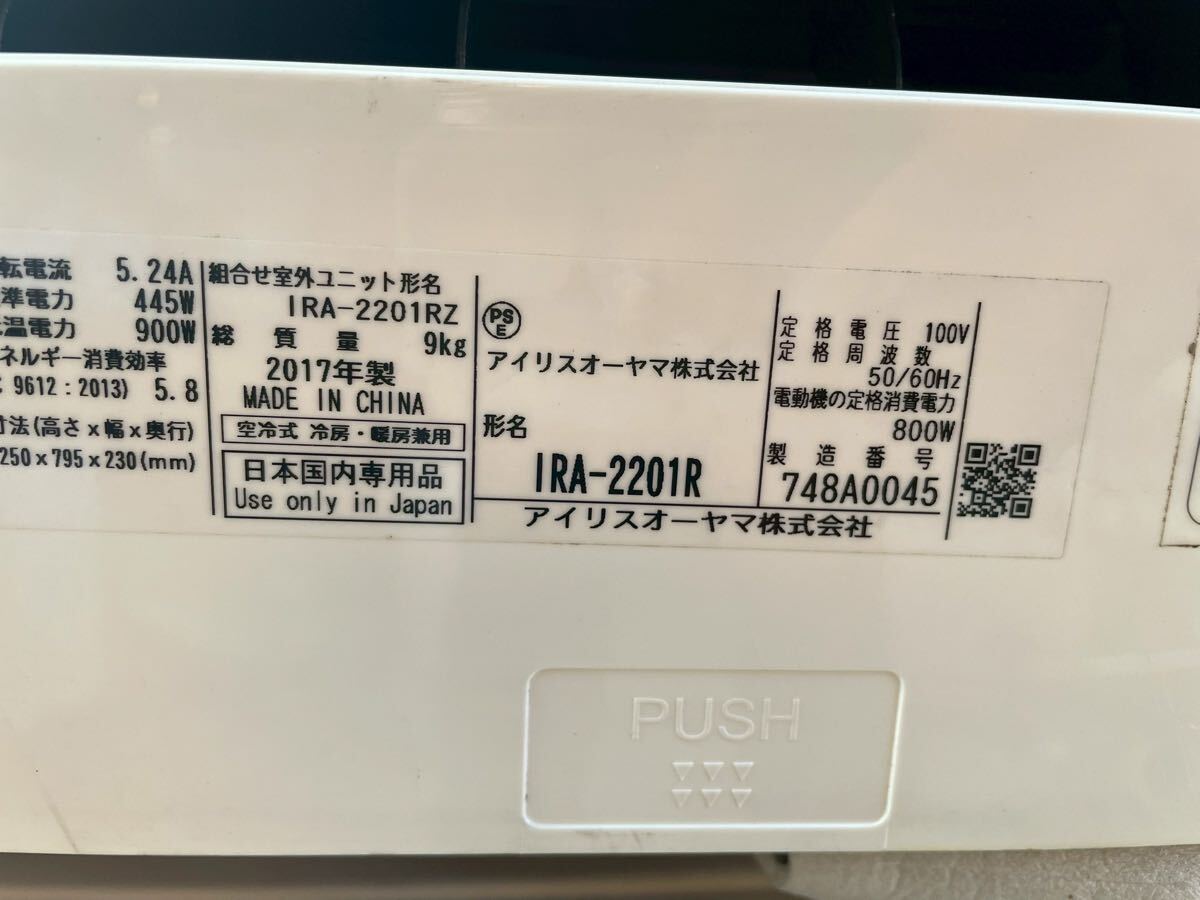 転電流 5.24A
準電力 445W
温電力 900W
ネルギー消費効率
9612:2013) 5.8
寸法(高さx幅x奥行)
250x795x230(mm)
組合せ室外ユニット形名
IRA-2201RZ
総質量 9kg
2017年製
MADE IN CHINA
空冷式 冷房・暖房兼用
日本国内専用品
Use only in Japan
PS
E
アイリスオーヤマ株式会社
形名
IRA-2201R
定格電圧 100V
定格周波数
50/60Hz
電動機の定格消費電力
800W
製造番号
748A0045
アイリスオーヤマ株式会社
PUSH